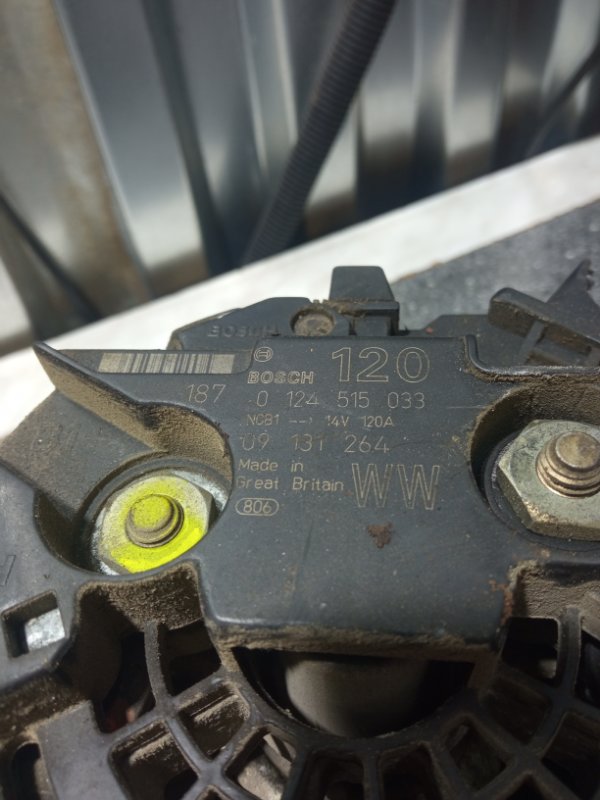 BOSCH
BOSCH 120
187 0 124 515 033
NCB1 --› 14V 120A
09 131 264
Made in
Great Britain WW
806